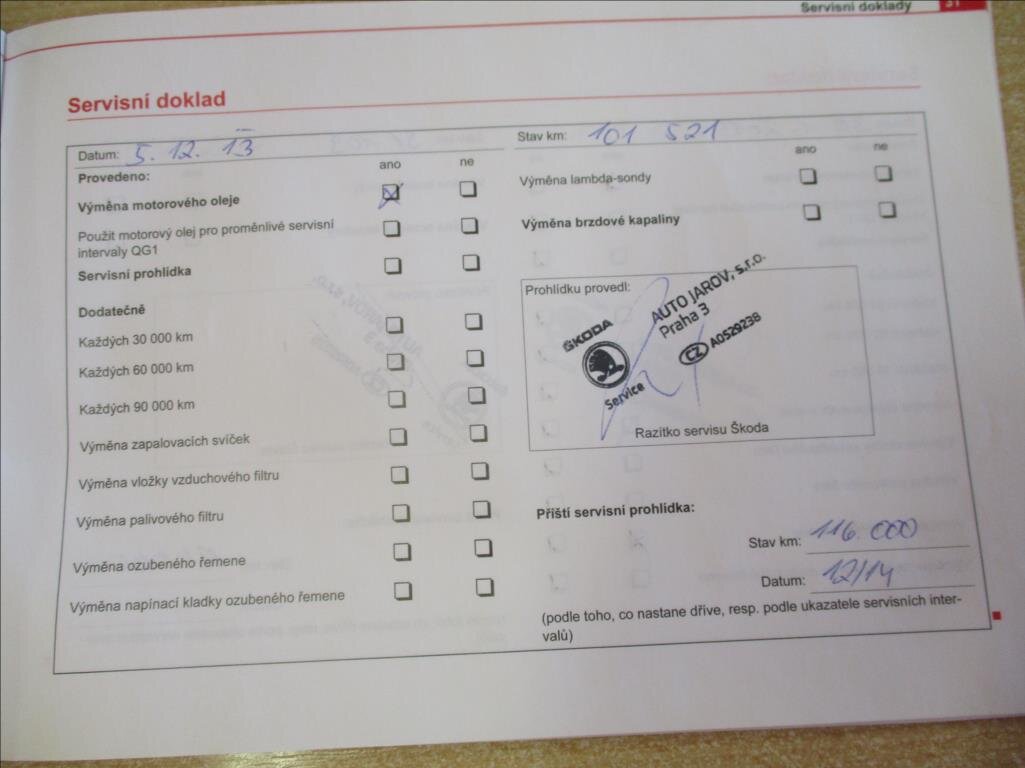 Servisní doklady 31
Servisní doklad
Datum: 5. 12. 13
Provedeno:
ano ne
Výměna motorového oleje
Použit motorový olej pro proměnlivé servisní
intervaly QG1
Servisní prohlídka
Dodatečně
Každých 30 000 km
Každých 60 000 km
Každých 90 000 km
Výměna zapalovacích svíček
Výměna vložky vzduchového filtru
Výměna palivového filtru
Výměna ozubeného řemene
Výměna napínací kladky ozubeného řemene
Stav km: 101 521
ano ne
Výměna lambda-sondy
Výměna brzdové kapaliny
Prohlídku provedl:
ŠKODA
Service
AUTO JAROV, s.r.o.
Praha 3
CZ A0529238
Razítko servisu Škoda
Příští servisní prohlídka:
Stav km: 116 000
Datum: 12/14
(podle toho, co nastane dříve, resp. podle ukazatele servisních inter-
valů)